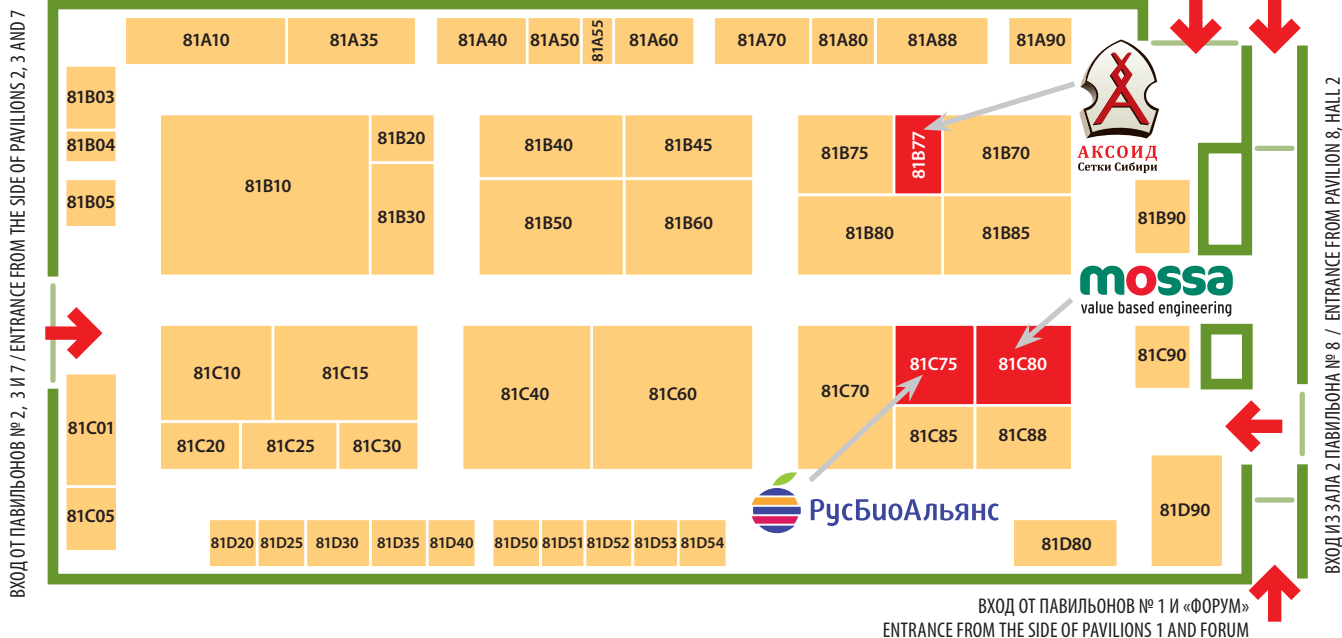 81A10
81A35
81A40
81A50
81A55
81A60
81A70
81A80
81A88
81A90
81B03
81B04
81B05
81B10
81B20
81B30
81B40
81B45
81B50
81B60
81B75
81B77
81B70
81B80
81B85
81B90
АКСОИД
Сетки Сибири
mossa
value based engineering
81C01
81C05
81C10
81C15
81C20
81C25
81C30
81C40
81C60
81C70
81C75
81C80
81C85
81C88
81C90
РусБиоАльянс
81D20
81D25
81D30
81D35
81D40
81D50
81D51
81D52
81D53
81D54
81D80
81D90
ВХОД ОТ ПАВИЛЬОНОВ № 2, 3 И 7 / ENTRANCE FROM THE SIDE OF PAVILIONS 2, 3 AND 7
ВХОД ИЗ ЗАЛА 2 ПАВИЛЬОНА № 8 / ENTRANCE FROM PAVILION 8, HALL 2
ВХОД ОТ ПАВИЛЬОНОВ № 1 И «ФОРУМ»
ENTRANCE FROM THE SIDE OF PAVILIONS 1 AND FORUM